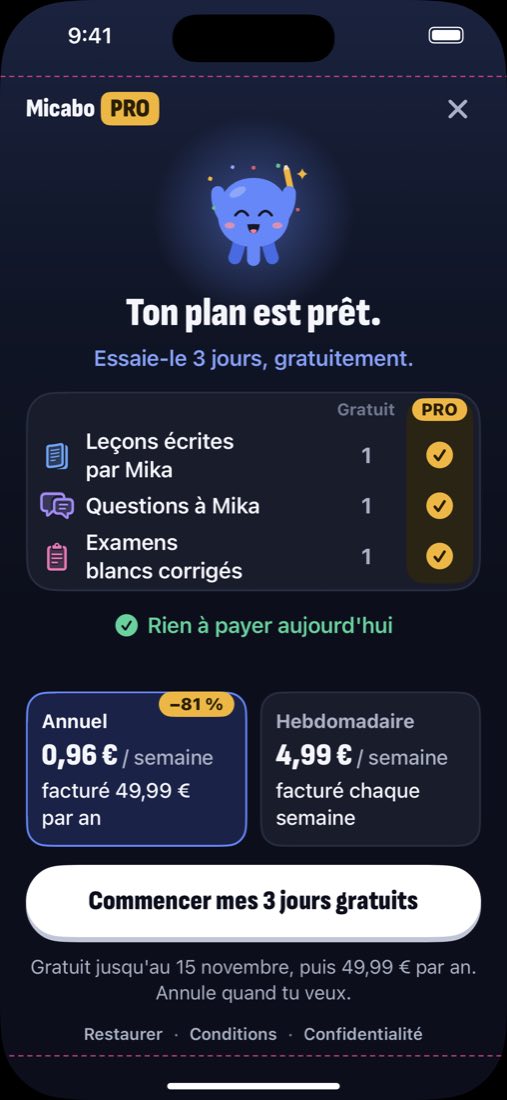 9:41
Micabo PRO
Ton plan est prêt.
Essaie-le 3 jours, gratuitement.
Gratuit PRO
Leçons écrites
par Mika
1
Questions à Mika 1
Examens
blancs corrigés
1
Rien à payer aujourd'hui
−81 %
Annuel
0,96 € / semaine
facturé 49,99 €
par an
Hebdomadaire
4,99 € / semaine
facturé chaque
semaine
Commencer mes 3 jours gratuits
Gratuit jusqu'au 15 novembre, puis 49,99 € par an.
Annule quand tu veux.
Restaurer · Conditions · Confidentialité